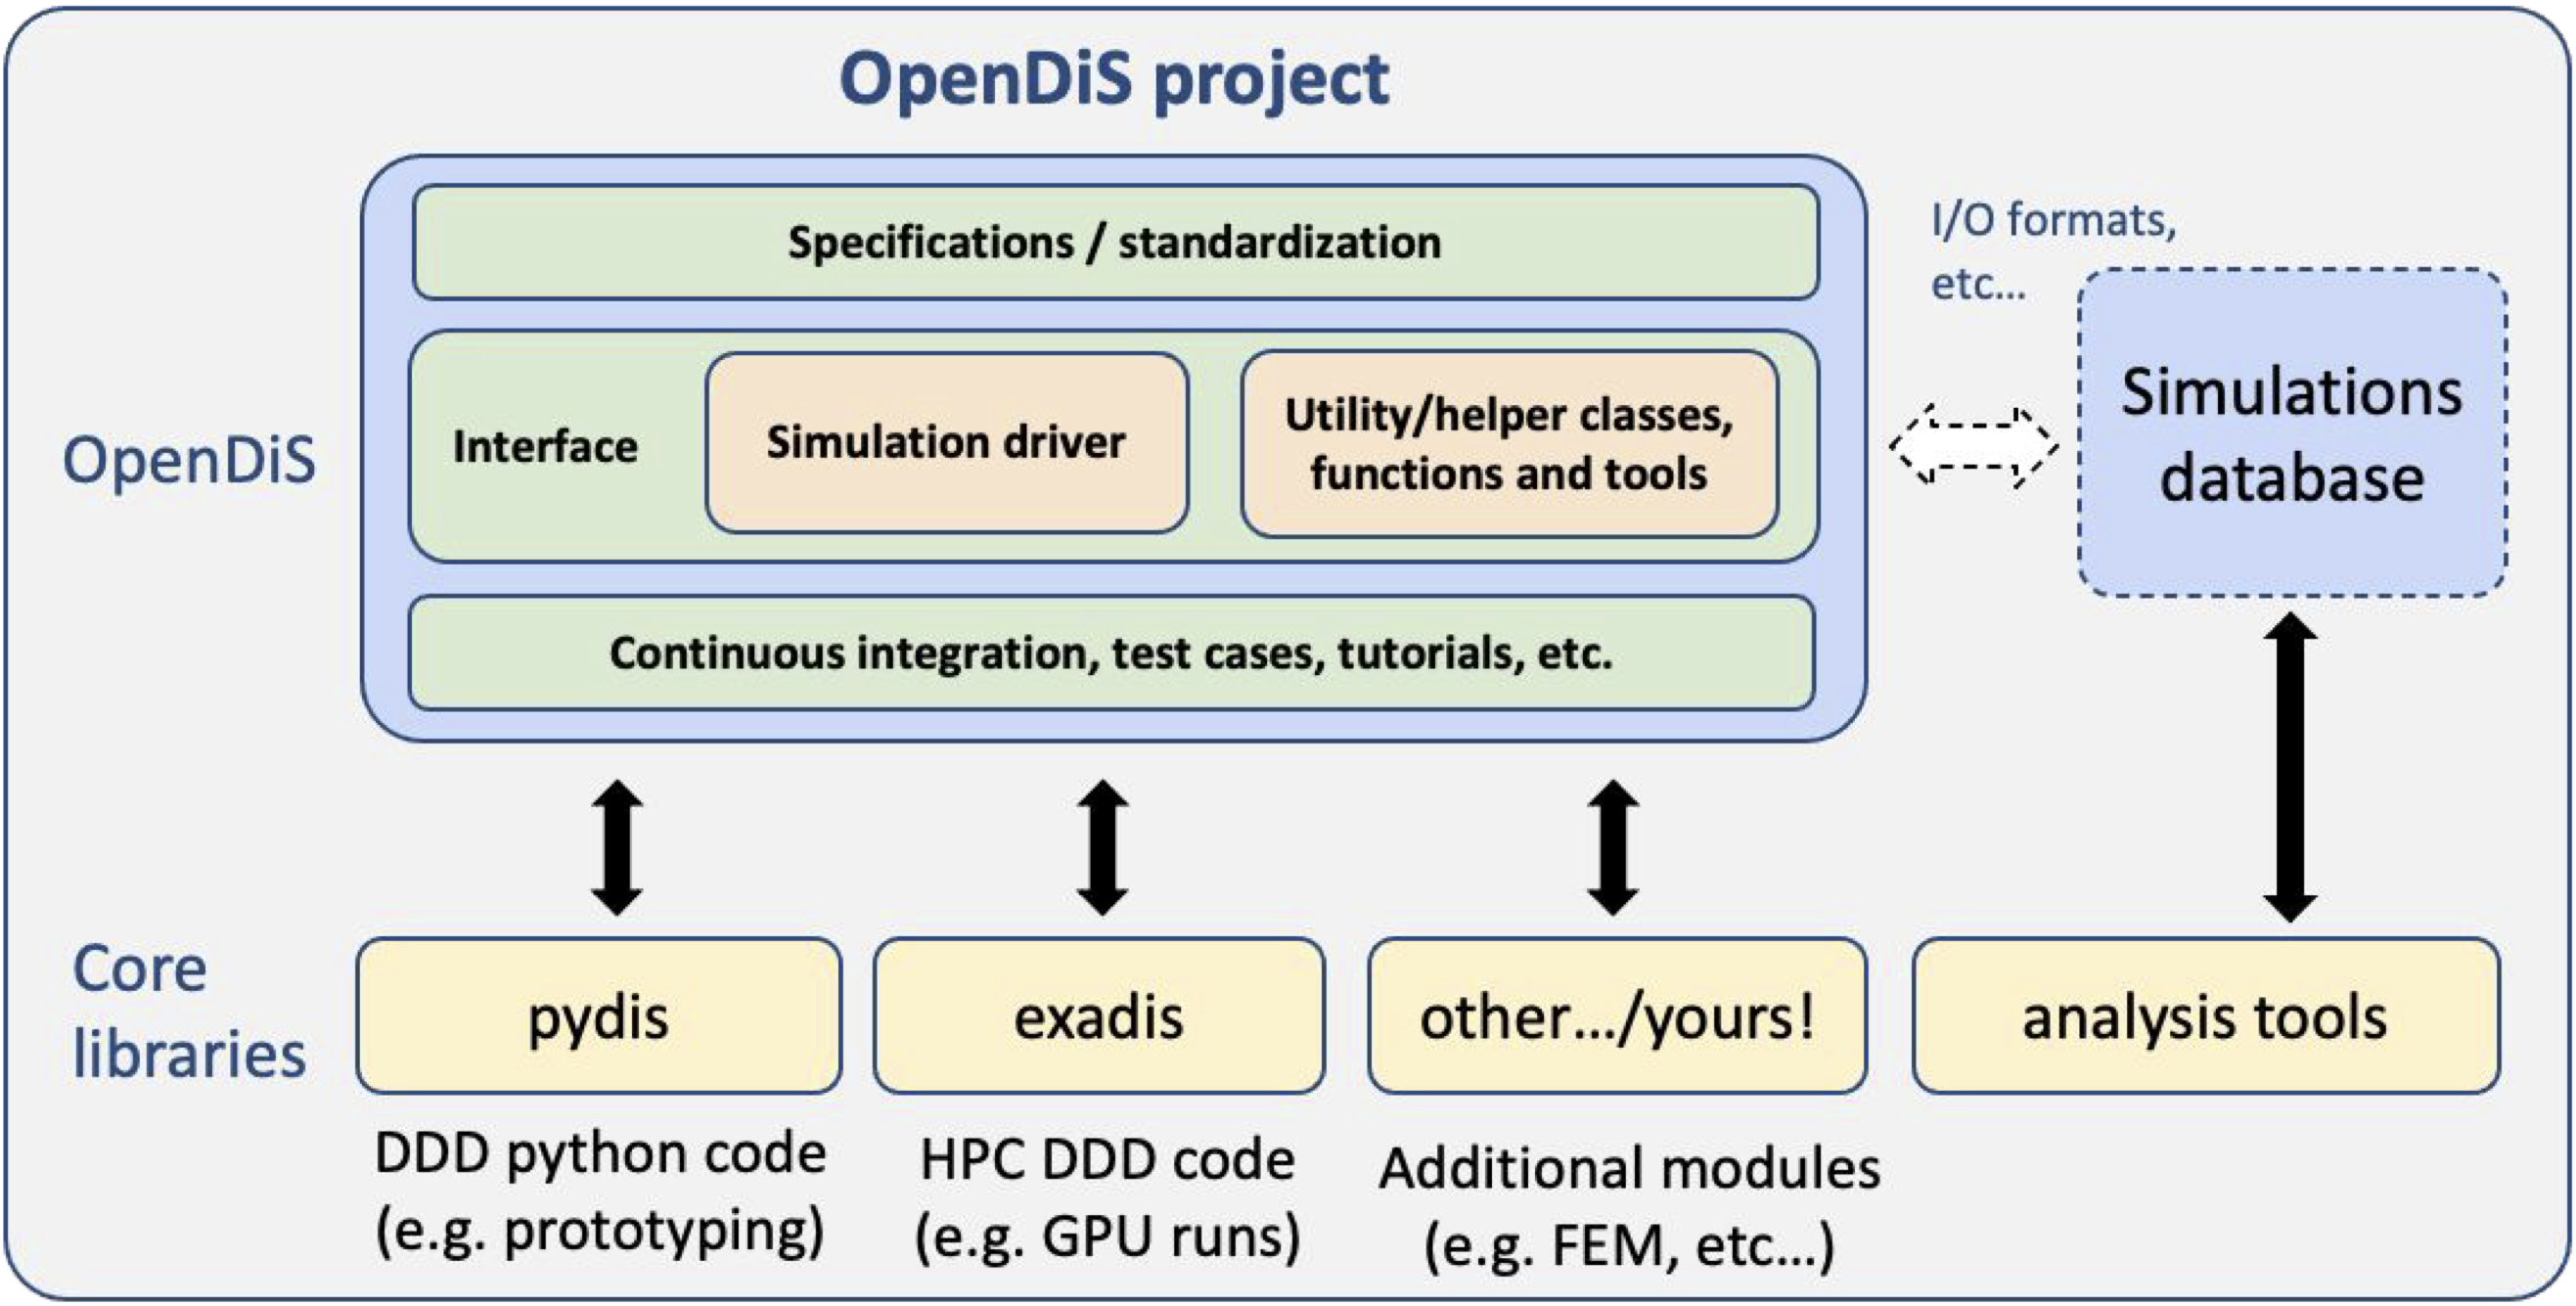 OpenDiS project
Specifications / standardization
I/O formats,
etc...
OpenDiS
Interface
Simulation driver
Utility/helper classes,
functions and tools
Simulations
database
Continuous integration, test cases, tutorials, etc.
Core
libraries
pydis
exadis
other.../yours!
analysis tools
DDD python code
(e.g. prototyping)
HPC DDD code
(e.g. GPU runs)
Additional modules
(e.g. FEM, etc...)